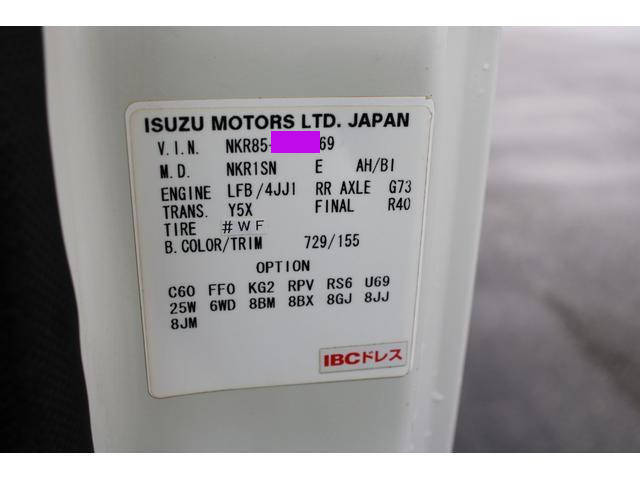 ISUZU MOTORS LTD. JAPAN
V.I.N. NKR85- 69
M.D. NKR1SN E AH/BI
ENGINE LFB/4JJ1 RR AXLE G73
TRANS. Y5X FINAL R40
TIRE #WF
B.COLOR/TRIM 729/155
OPTION
C60 FF0 KG2 RPV RS6 U69
25W 6WD 8BM 8BX 8GJ 8JJ
8JM
IBCドレス